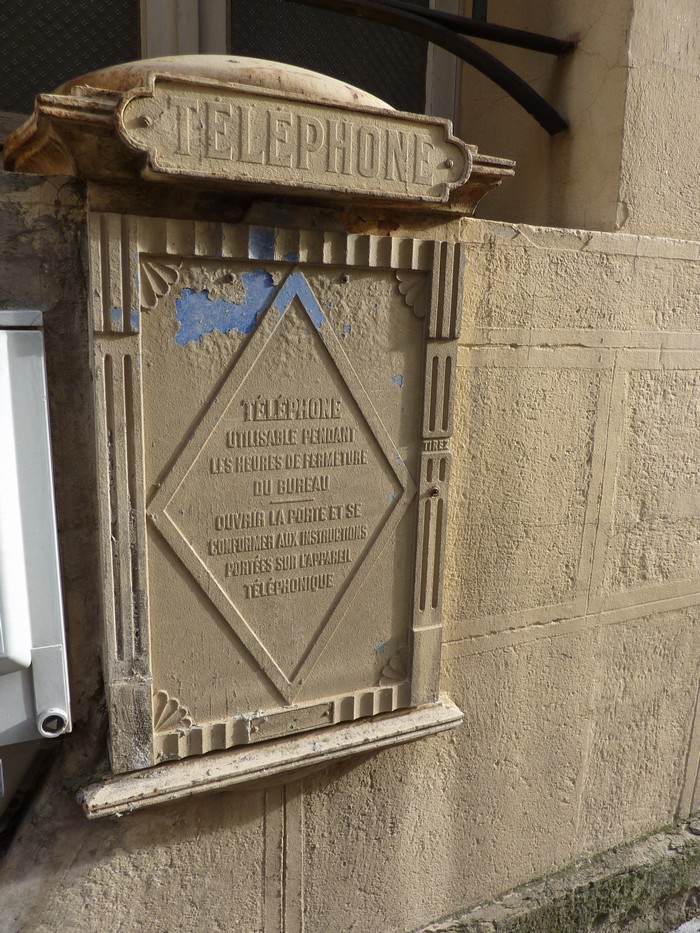 TÉLÉPHONE
TÉLÉPHONE
UTILISABLE PENDANT
LES HEURES DE FERMETURE
DU BUREAU
OUVRIR LA PORTE ET SE
CONFORMER AUX INSTRUCTIONS
PORTÉES SUR L'APPAREIL
TÉLÉPHONIQUE
TIREZ